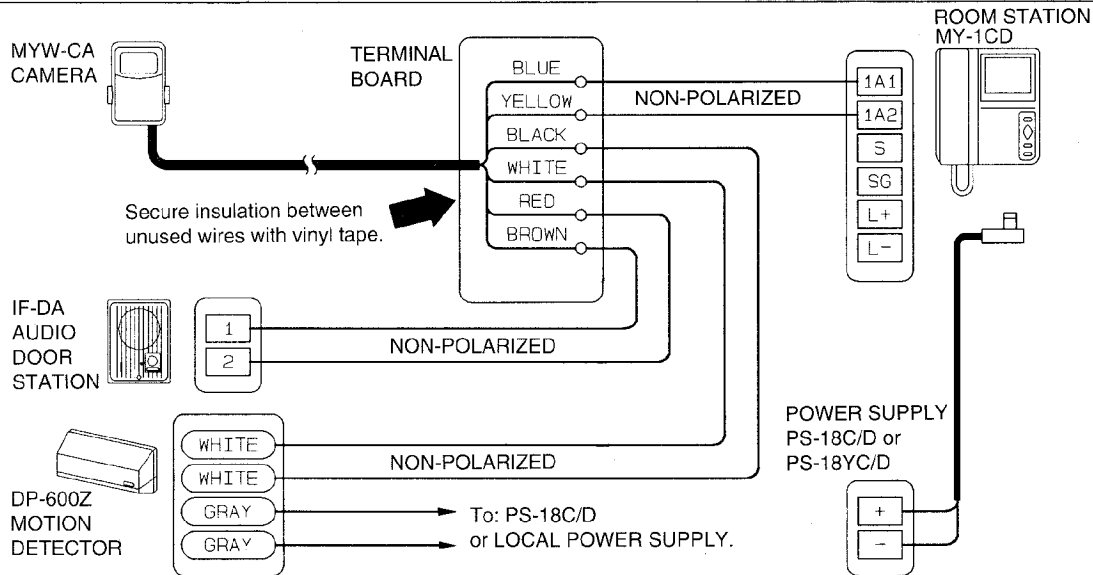 MYW-CA
CAMERA
TERMINAL
BOARD
BLUE
YELLOW
BLACK
WHITE
RED
BROWN
NON-POLARIZED
ROOM STATION
MY-1CD
1A1
1A2
S
SG
L+
L-
Secure insulation between
unused wires with vinyl tape.
IF-DA
AUDIO
DOOR
STATION
1
2
NON-POLARIZED
DP-600Z
MOTION
DETECTOR
WHITE
WHITE
GRAY
GRAY
NON-POLARIZED
To: PS-18C/D
or LOCAL POWER SUPPLY.
POWER SUPPLY
PS-18C/D or
PS-18YC/D
+
-